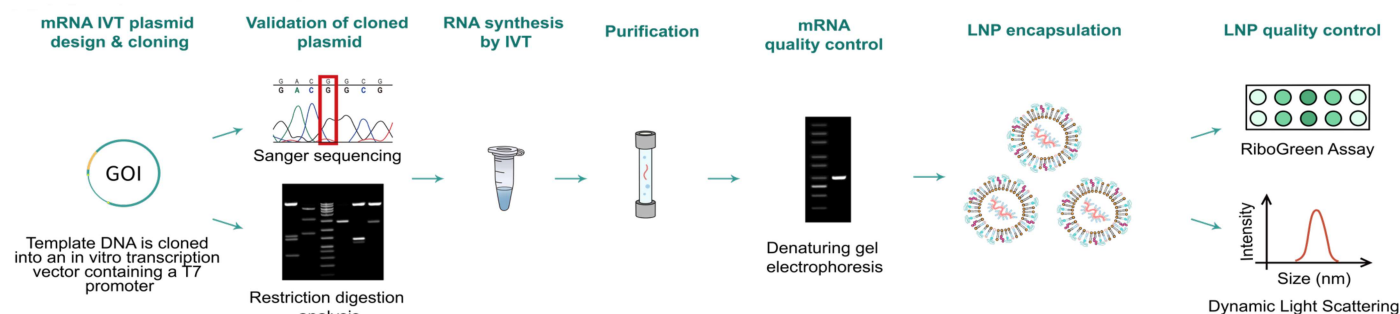 mRNA IVT plasmid
design & cloning
GOI
Template DNA is cloned
into an in vitro transcription
vector containing a T7
promoter
Validation of cloned
plasmid
G A C G G C G
G A C G G C G
Sanger sequencing
Restriction digestion
analysis
RNA synthesis
by IVT
Purification
mRNA
quality control
Denaturing gel
electrophoresis
LNP encapsulation
LNP quality control
RiboGreen Assay
Intensity
Size (nm)
Dynamic Light Scattering